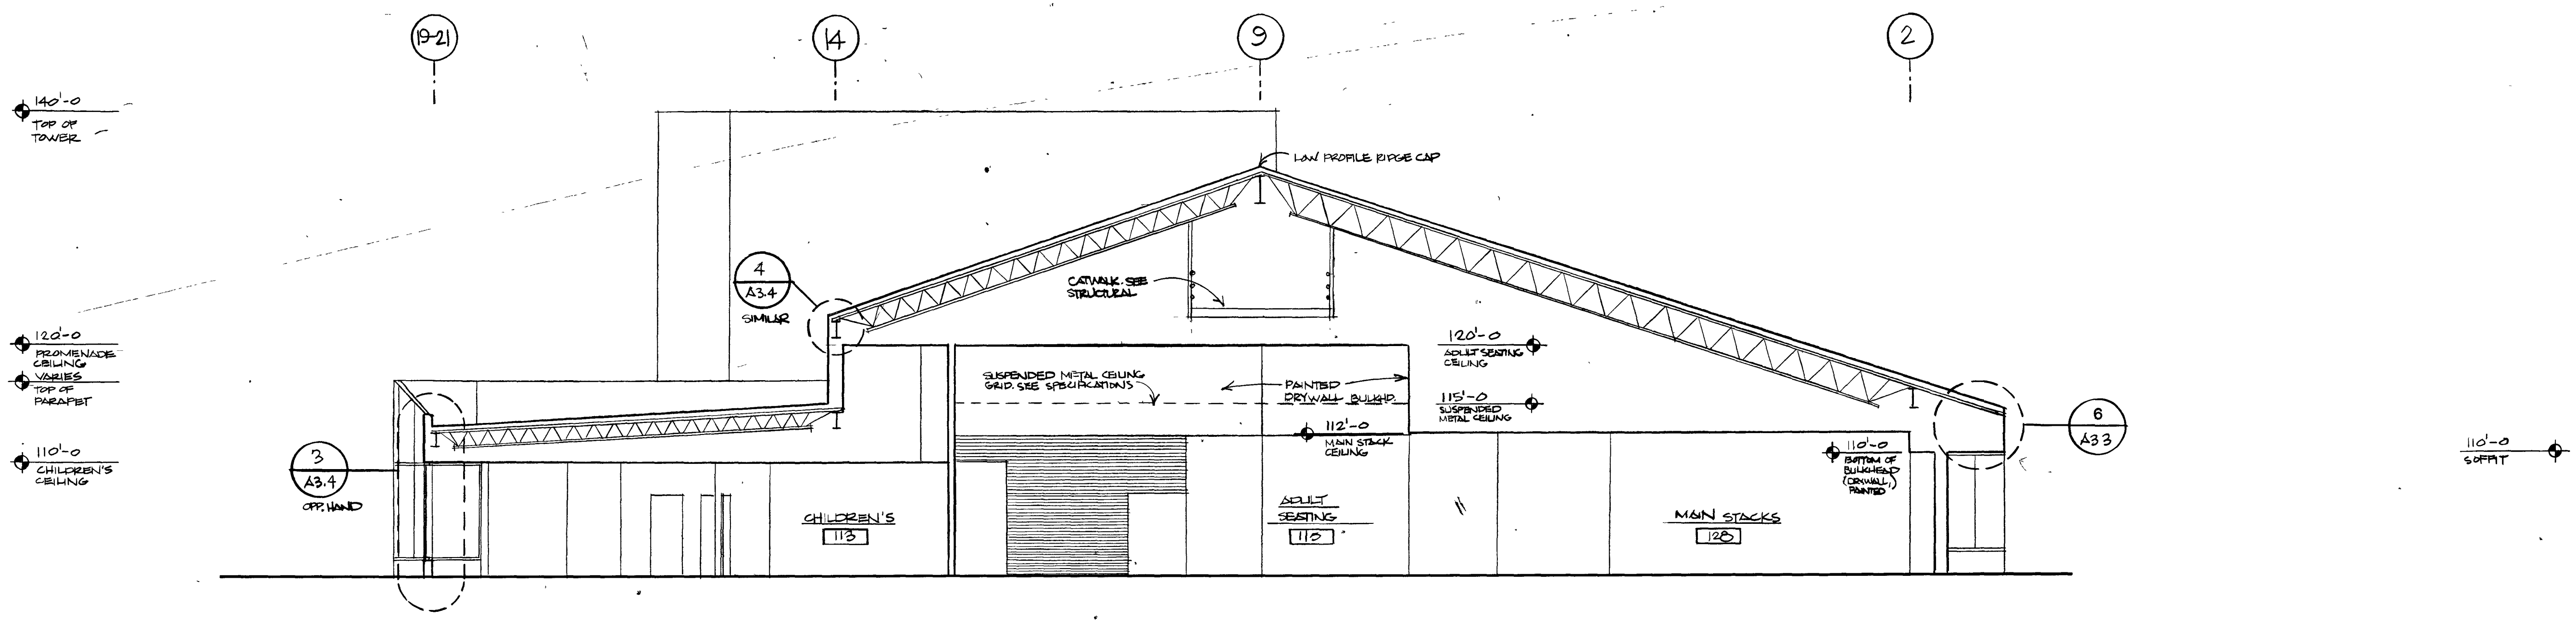 19-21
14
9
2
140'-0
TOP OF
TOWER
LOW PROFILE RIDGE CAP
4
A3.4
SIMILAR
CATWALK. SEE
STRUCTURAL
120'-0
PROMENADE
CEILING
VARIES
TOP OF
PARAPET
120'-0
ADULT SEATING
CEILING
SUSPENDED METAL CEILING
GRID. SEE SPECIFICATIONS
PAINTED
DRYWALL BULKHD.
115'-0
SUSPENDED
METAL CEILING
112'-0
MAIN STACK
CEILING
6
A3.3
110'-0
CHILDREN'S
CEILING
3
A3.4
OPP. HAND
110'-0
BOTTOM OF
BULKHEAD
(DRYWALL,)
PAINTED
110'-0
SOFFIT
CHILDREN'S
113
ADULT
SEATING
115
MAIN STACKS
128